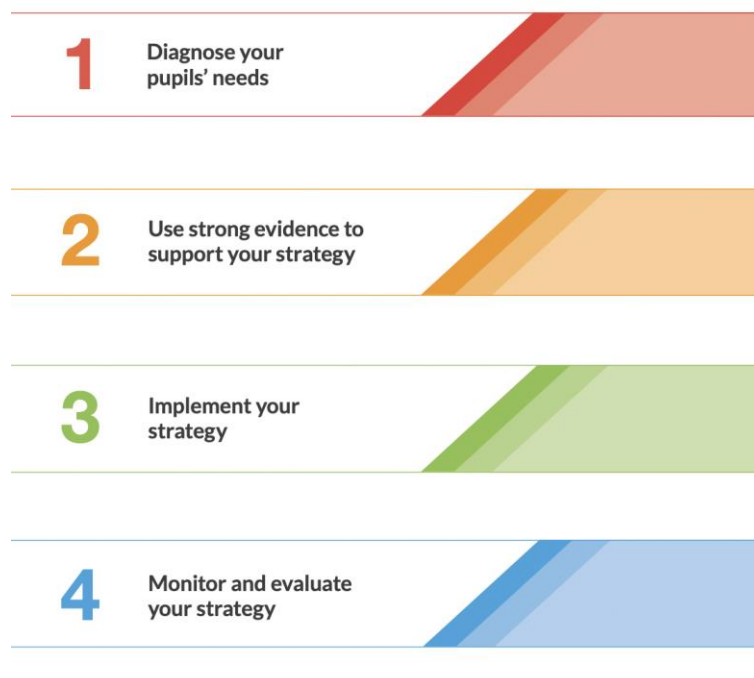 1
Diagnose your
pupils’ needs
2
Use strong evidence to
support your strategy
3
Implement your
strategy
4
Monitor and evaluate
your strategy